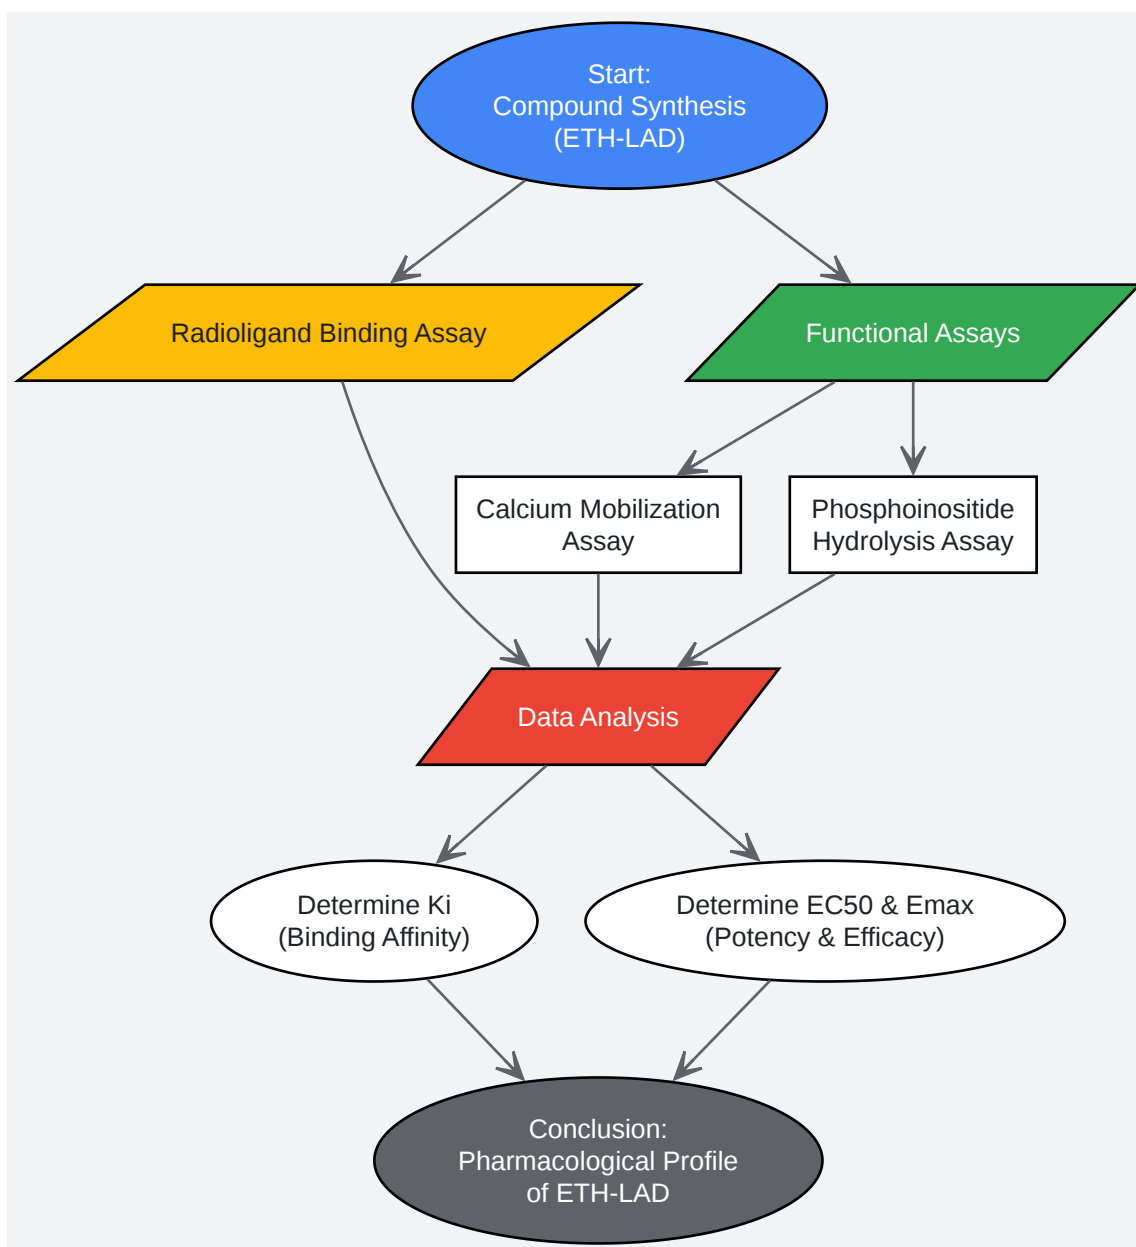 Start:
Compound Synthesis
(ETH-LAD)
Radioligand Binding Assay
Functional Assays
Calcium Mobilization
Assay
Phosphoinositide
Hydrolysis Assay
Data Analysis
Determine Ki
(Binding Affinity)
Determine EC50 & Emax
(Potency & Efficacy)
Conclusion:
Pharmacological Profile
of ETH-LAD